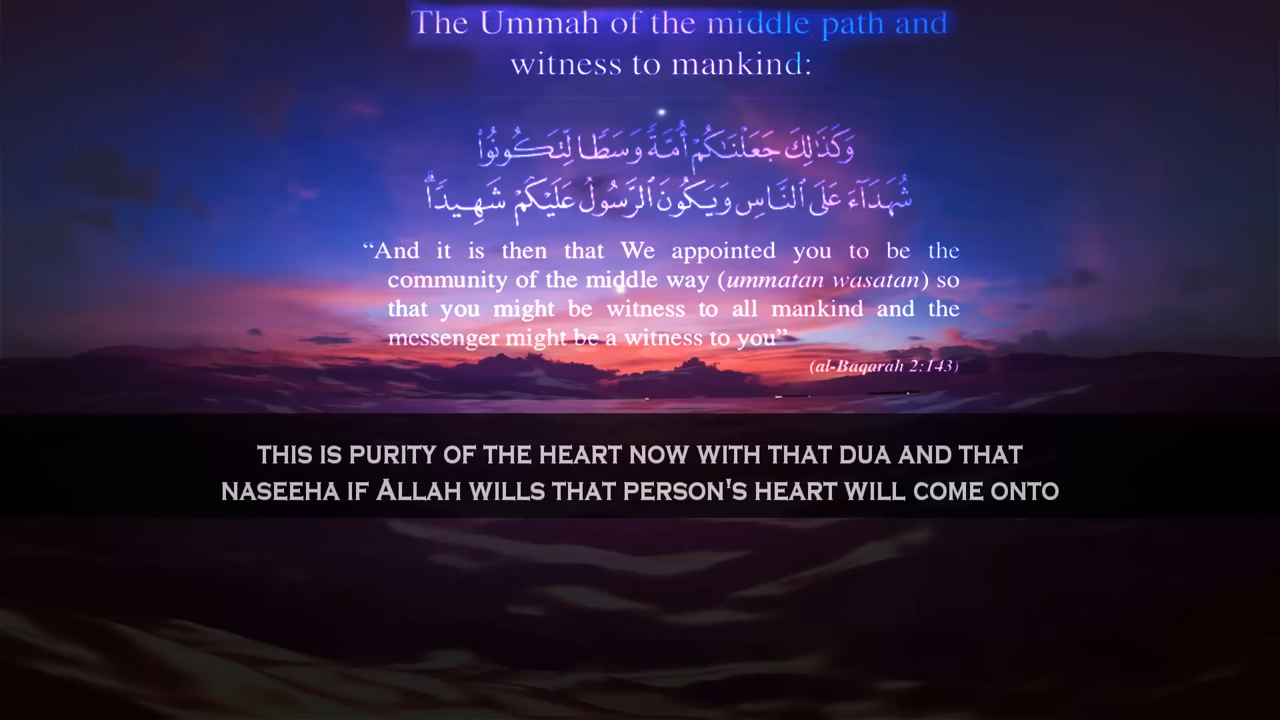 The Ummah of the middle path and
witness to mankind:
وَكَذَٰلِكَ جَعَلْنَـٰكُمْ أُمَّةً وَسَطًا لِّتَكُونُوا۟
شُهَدَآءَ عَلَى ٱلنَّاسِ وَيَكُونَ ٱلرَّسُولُ عَلَيْكُمْ شَهِيدًا ۗ
“And it is then that We appointed you to be the
community of the middle way (ummatan wasatan) so
that you might be witness to all mankind and the
messenger might be a witness to you”
(al-Baqarah 2:143)
THIS IS PURITY OF THE HEART NOW WITH THAT DUA AND THAT
NASEEHA IF ALLAH WILLS THAT PERSON'S HEART WILL COME ONTO